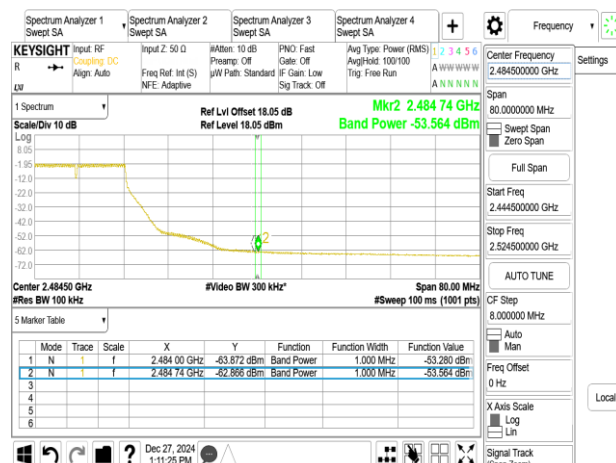 Spectrum Analyzer 1
Swept SA
Spectrum Analyzer 2
Swept SA
Spectrum Analyzer 3
Swept SA
Spectrum Analyzer 4
Swept SA
+
Frequency
Settings
KEYSIGHT
R
Input: RF
Coupling: DC
Align: Auto
Input Z: 50 Ω
Freq Ref: Int (S)
NFE: Adaptive
#Atten: 10 dB
Preamp: Off
µW Path: Standard
PNO: Fast
Gate: Off
IF Gain: Low
Sig Track: Off
Avg Type: Power (RMS)
Avg|Hold: 100/100
Trig: Free Run
1 2 3 4 5 6
A W W W W W
A N N N N N
1 Spectrum
Scale/Div 10 dB
Ref Lvl Offset 18.05 dB
Ref Level 18.05 dBm
Mkr2 2.484 74 GHz
Band Power -53.564 dBm
Log
8.05
-1.95
-12.0
-22.0
-32.0
-42.0
-52.0
-62.0
-72.0
2
Center 2.48450 GHz
#Res BW 100 kHz
#Video BW 300 kHz*
Span 80.00 MHz
#Sweep 100 ms (1001 pts)
5 Marker Table
Mode Trace Scale X Y Function Function Width Function Value
1 N 1 f 2.484 00 GHz -63.872 dBm Band Power 1.000 MHz -53.280 dBm
2 N 1 f 2.484 74 GHz -62.866 dBm Band Power 1.000 MHz -53.564 dBm
3
4
5
6
Dec 27, 2024
1:11:25 PM
?
Center Frequency
2.484500000 GHz
Span
80.0000000 MHz
Swept Span
Zero Span
Full Span
Start Freq
2.444500000 GHz
Stop Freq
2.524500000 GHz
AUTO TUNE
CF Step
8.000000 MHz
Auto
Man
Freq Offset
0 Hz
X Axis Scale
Log
Lin
Signal Track
Local